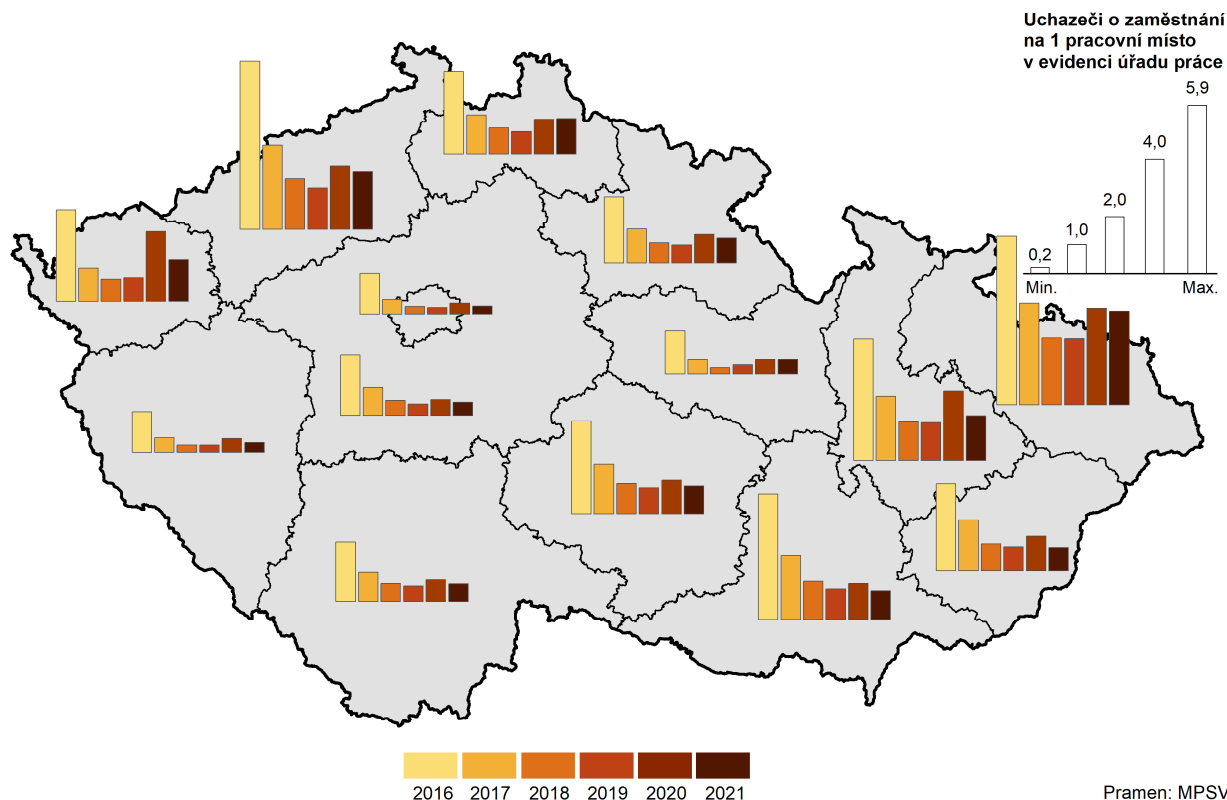 Uchazeči o zaměstnání
na 1 pracovní místo
v evidenci úřadu práce
5,9
4,0
2,0
1,0
0,2
Min.
Max.
2016 2017 2018 2019 2020 2021
Pramen: MPSV